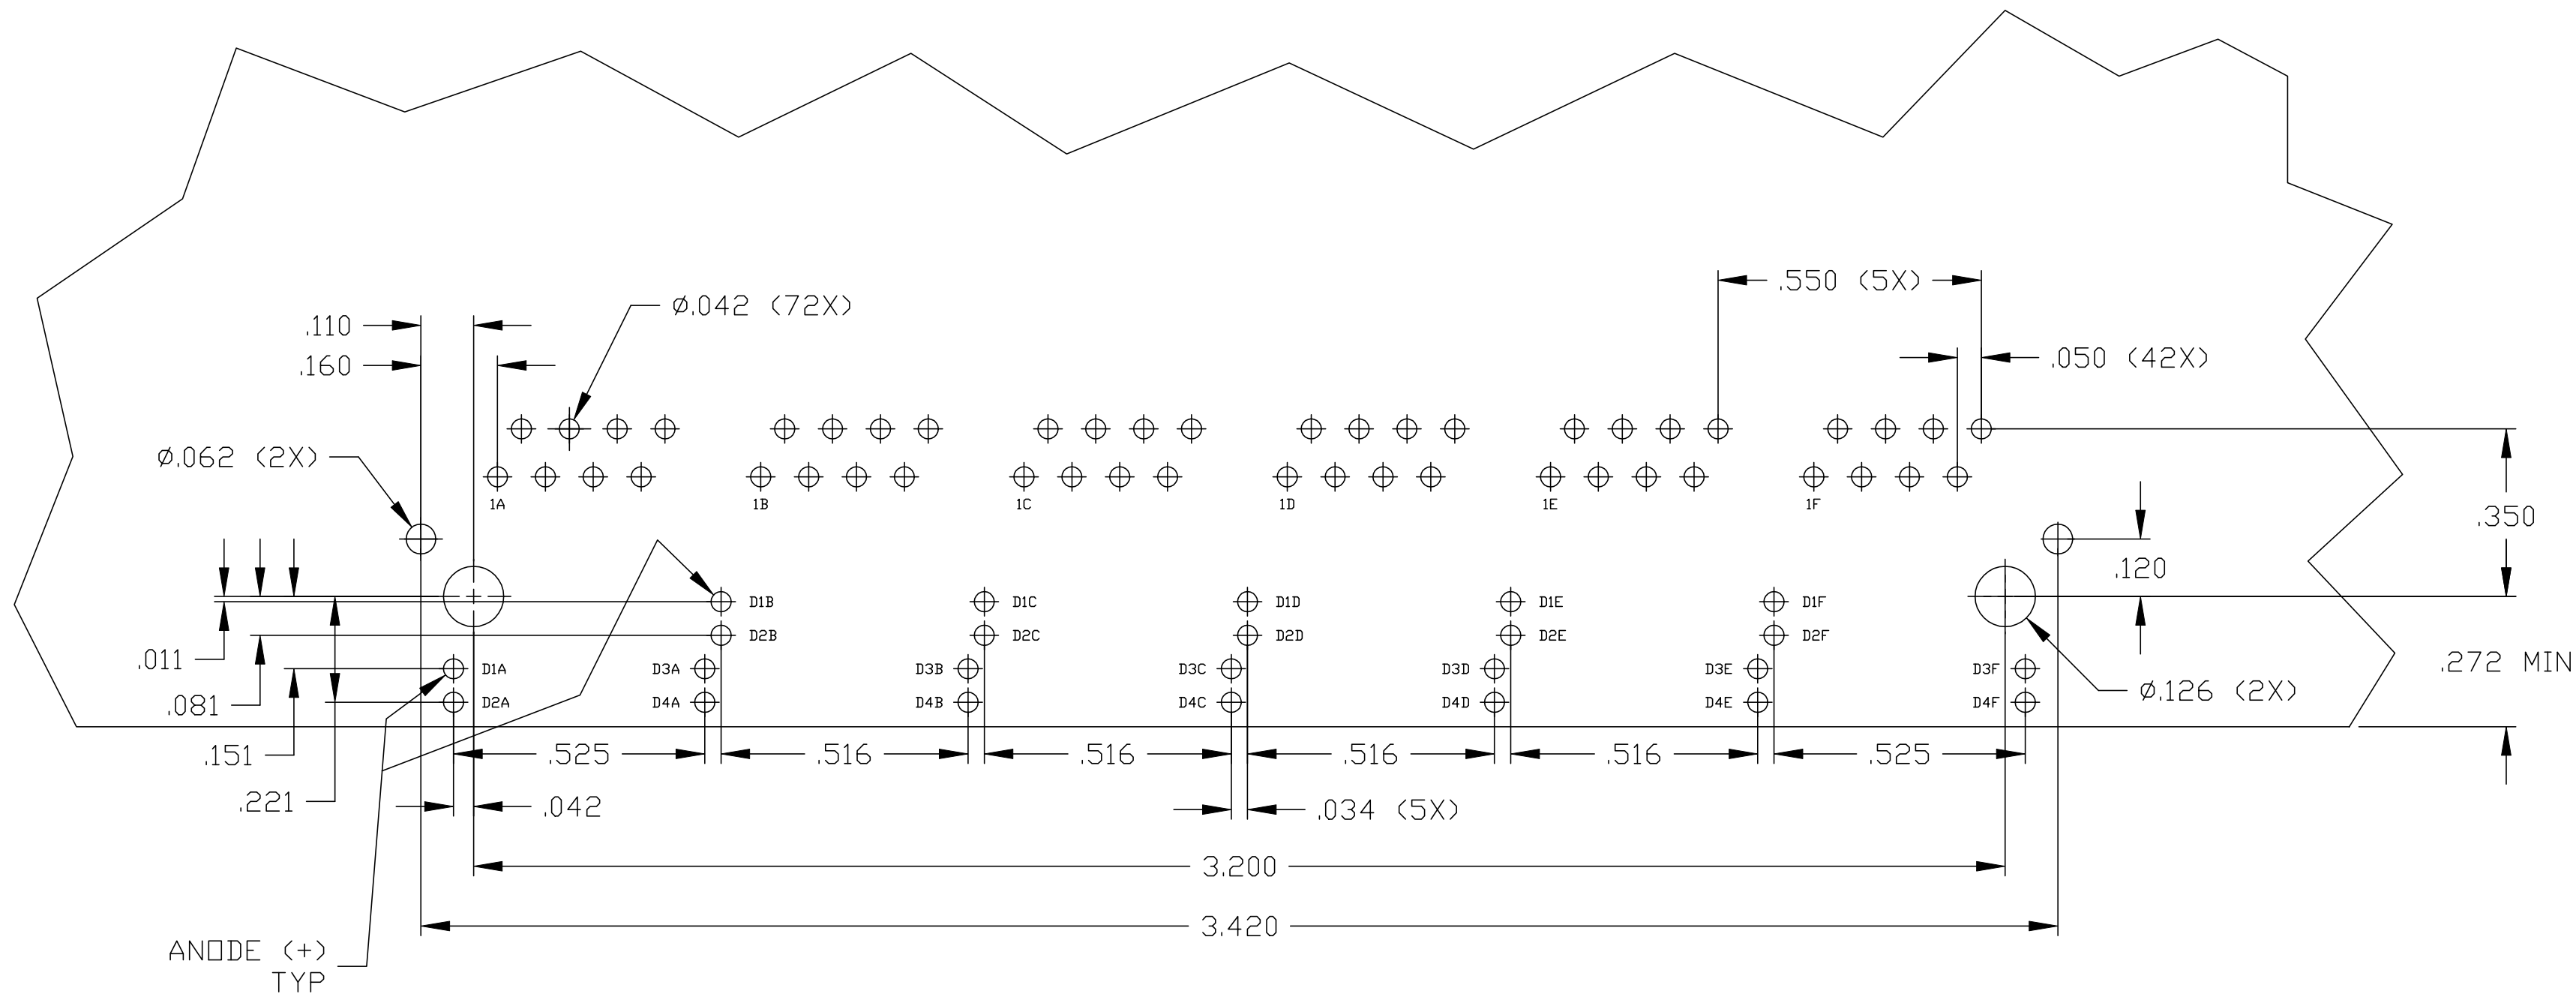 .550 (5X)
Ø.042 (72X)
.110
.160
.050 (42X)
Ø.062 (2X)
1A
1B
1C
1D
1E
1F
.350
.120
D1B
D1C
D1D
D1E
D1F
D2B
D2C
D2D
D2E
D2F
.011
.272 MIN
D1A
D3A
D3B
D3C
D3D
D3E
D3F
Ø.126 (2X)
D2A
D4A
D4B
D4C
D4D
D4E
D4F
.081
.151
.525
.516
.516
.516
.516
.525
.221
.042
.034 (5X)
3.200
3.420
ANODE (+)
TYP